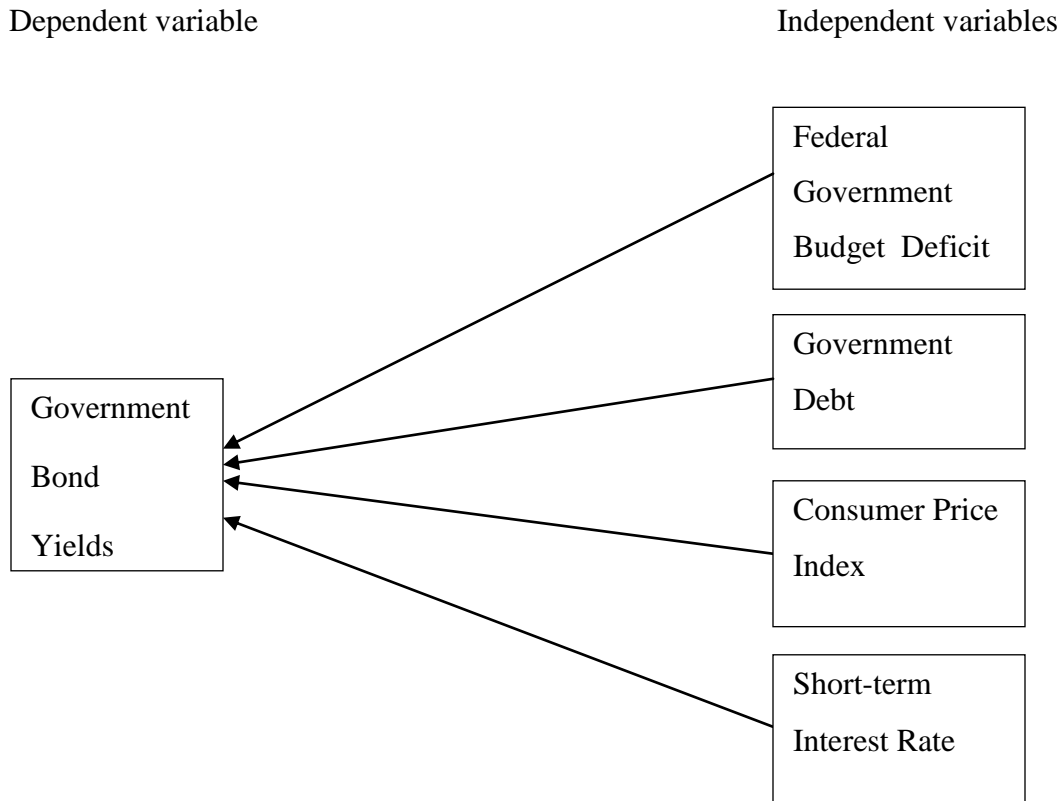 Dependent variable
Independent variables
Federal
Government
Budget Deficit
Government
Debt
Government
Bond
Yields
Consumer Price
Index
Short-term
Interest Rate